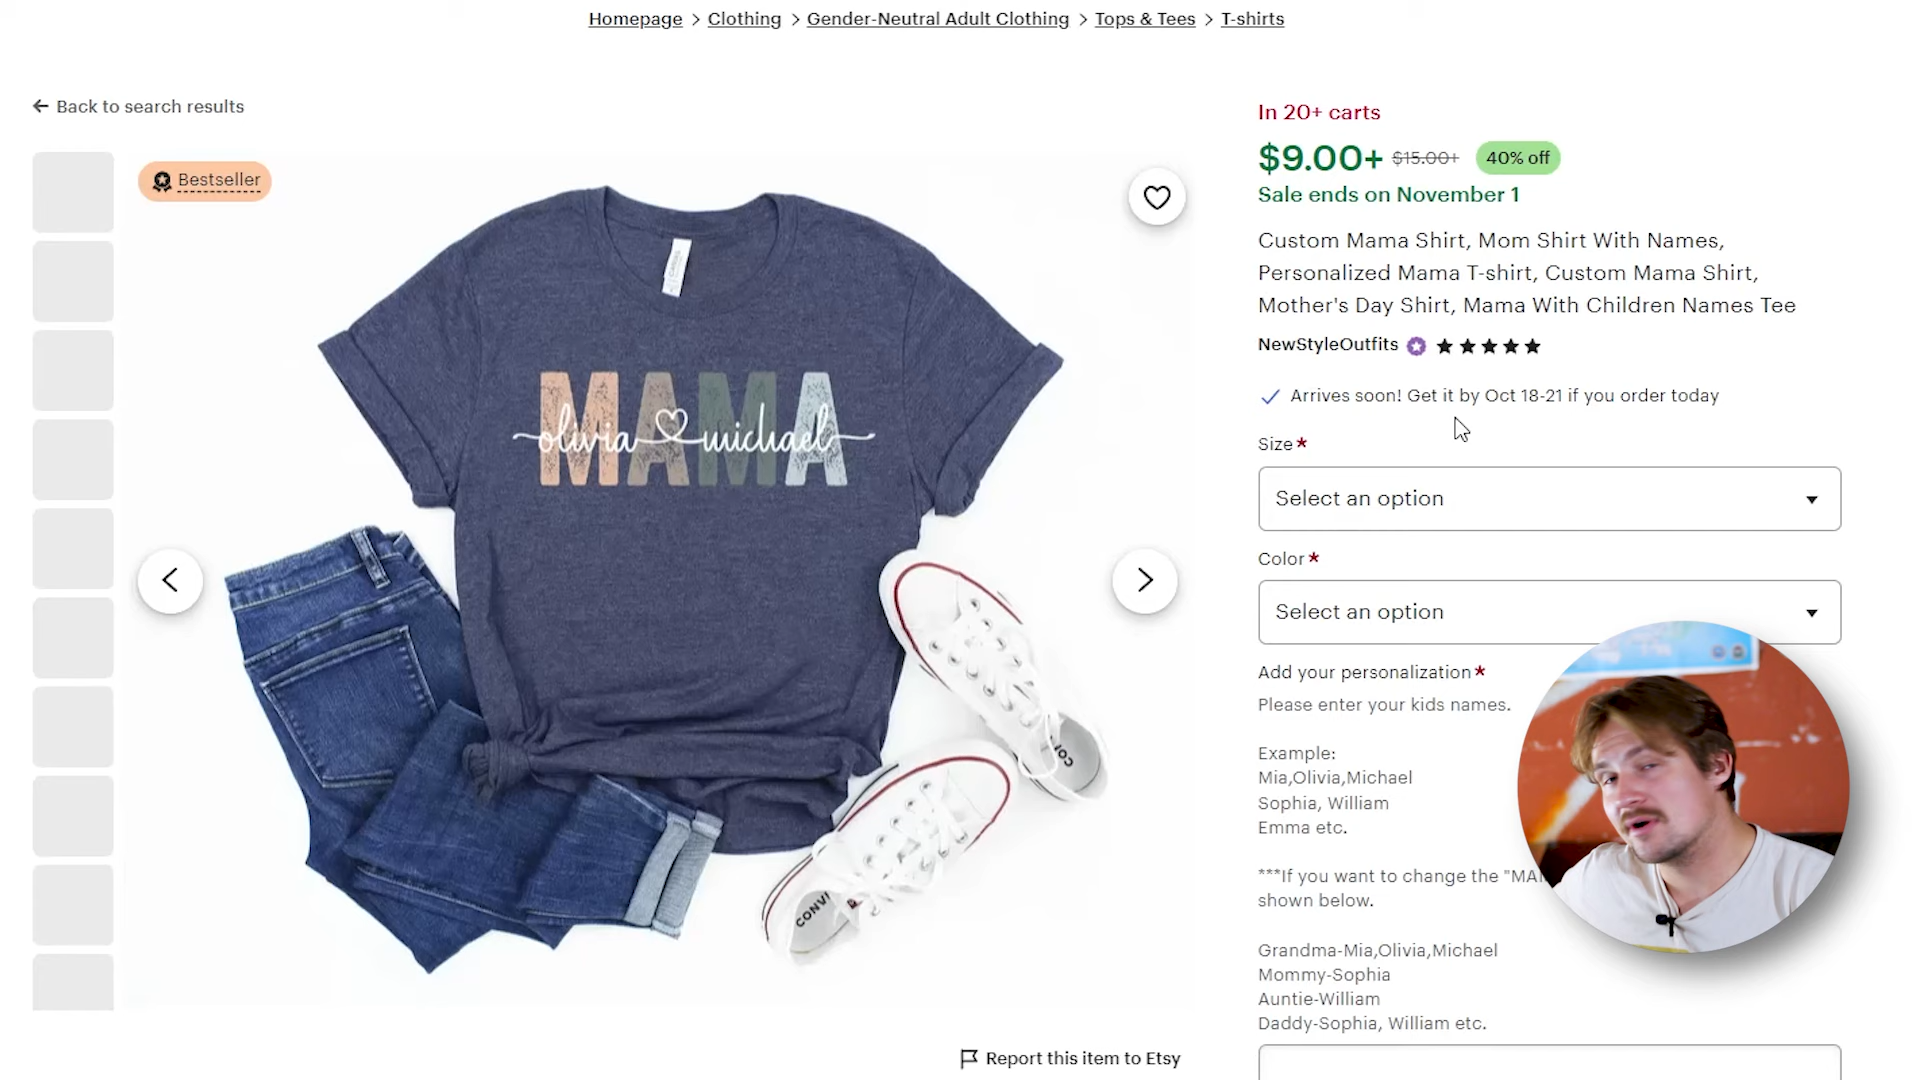 Homepage > Clothing > Gender-Neutral Adult Clothing > Tops & Tees > T-shirts
Back to search results
Bestseller
MAMA
olivia michael
CONV
CON
Report this item to Etsy
In 20+ carts
$9.00+ $15.00+ 40% off
Sale ends on November 1
Custom Mama Shirt, Mom Shirt With Names,
Personalized Mama T-shirt, Custom Mama Shirt,
Mother's Day Shirt, Mama With Children Names Tee
NewStyleOutfits
Arrives soon! Get it by Oct 18-21 if you order today
Size*
Select an option
Color*
Select an option
Add your personalization*
Please enter your kids names.
Example:
Mia,Olivia,Michael
Sophia, William
Emma etc.
***If you want to change the "MA
shown below.
Grandma-Mia,Olivia,Michael
Mommy-Sophia
Auntie-William
Daddy-Sophia, William etc.